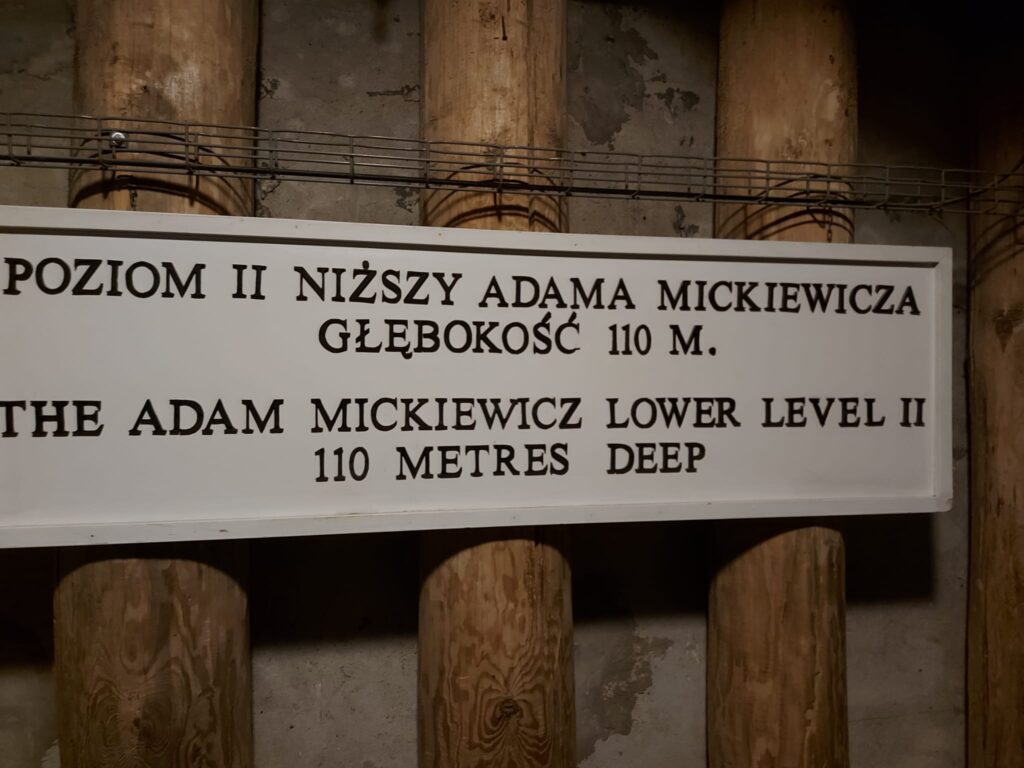 POZIOM II NIŻSZY ADAMA MICKIEWICZA
GŁĘBOKOŚĆ 110 M.
THE ADAM MICKIEWICZ LOWER LEVEL II
110 METRES DEEP